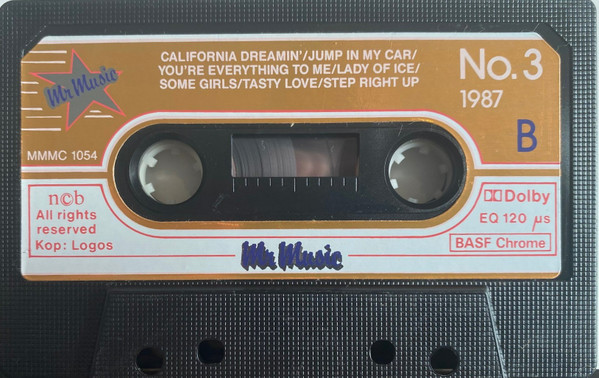 Mr Music
CALIFORNIA DREAMIN'/JUMP IN MY CAR/
YOU'RE EVERYTHING TO ME/LADY OF ICE/
SOME GIRLS/TASTY LOVE/STEP RIGHT UP
No. 3
1987
B
MMMC 1054
n©b
All rights
reserved
Kop: Logos
Dolby
EQ 120 µs
BASF Chrome
Mr Music